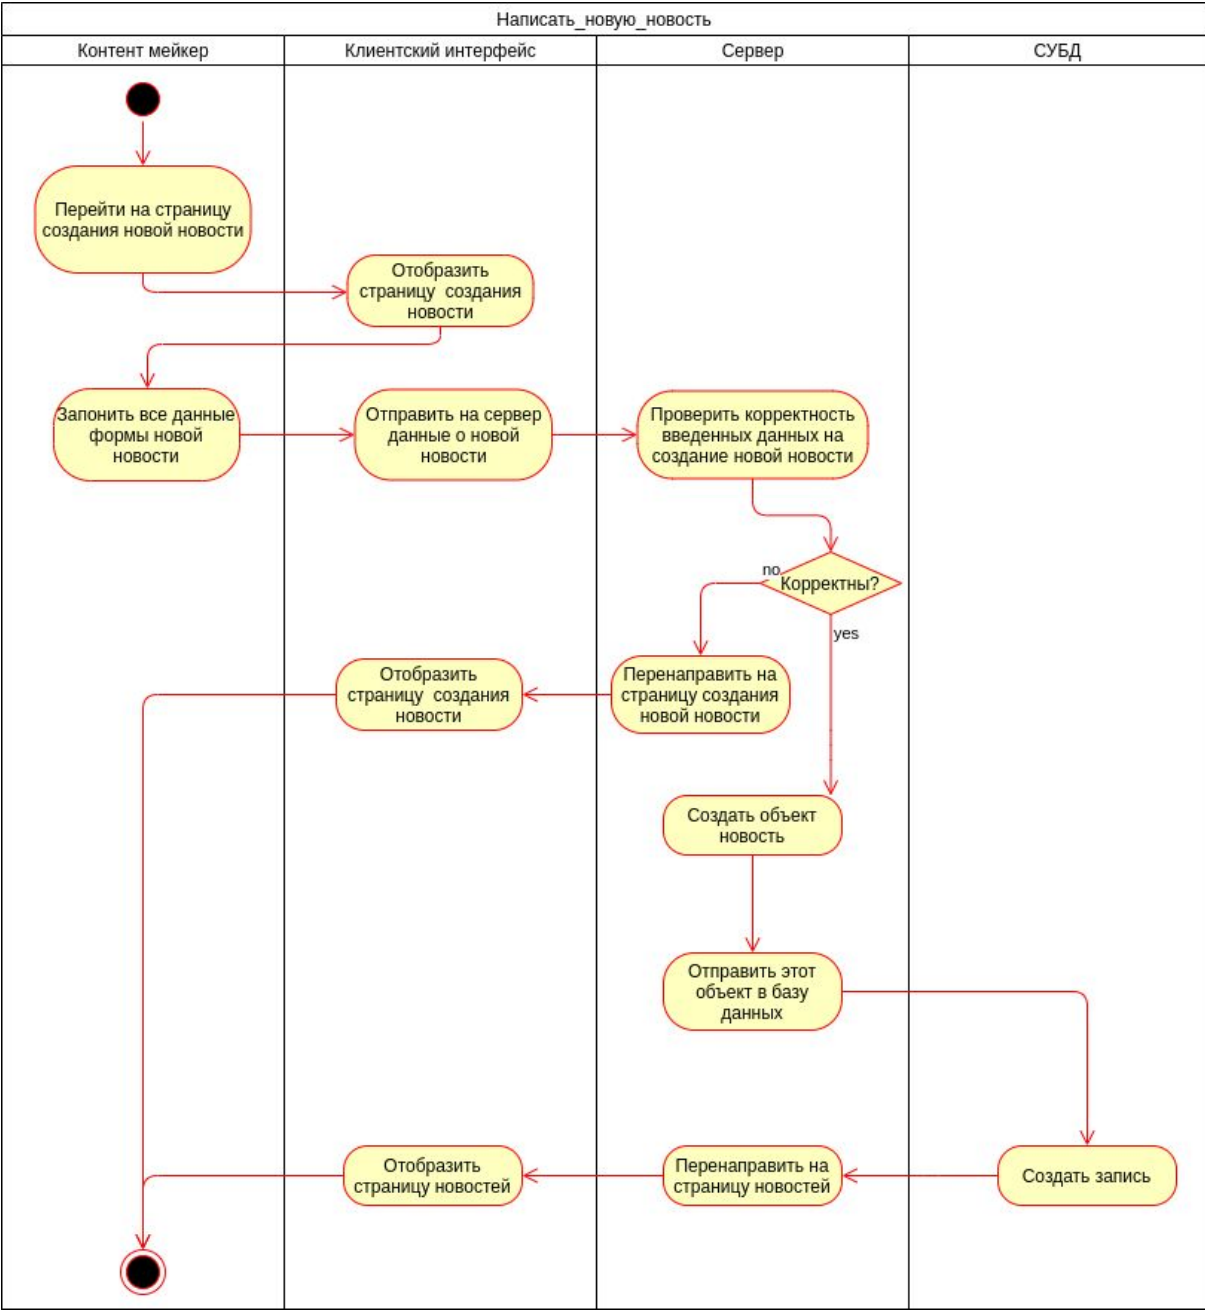 Написать_новую_новость
Контент мейкер
Клиентский интерфейс
Сервер
СУБД
Перейти на страницу
создания новой новости
Отобразить
страницу создания
новости
Запонить все данные
формы новой
новости
Отправить на сервер
данные о новой
новости
Проверить корректность
введенных данных на
создание новой новости
no
Корректны?
yes
Отобразить
страницу создания
новости
Перенаправить на
страницу создания
новой новости
Создать объект
новость
Отправить этот
объект в базу
данных
Отобразить
страницу новостей
Перенаправить на
страницу новостей
Создать запись